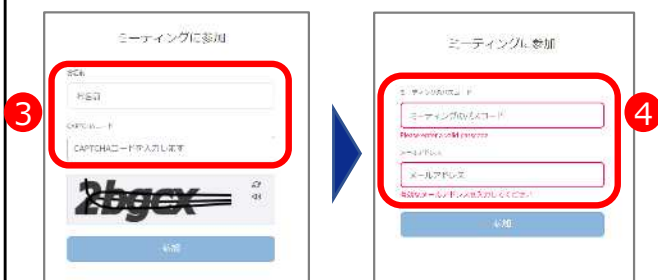 ミーティングに参加
お名前
お名前
CAPTCHAコード
CAPTCHAコードを入力します
2bgcx
参加
3
ミーティングに参加
ミーティングのパスコード
ミーティングのパスコード
Please enter a valid passcode
メールアドレス
メールアドレス
有効なメールアドレスを入力してください
参加
4